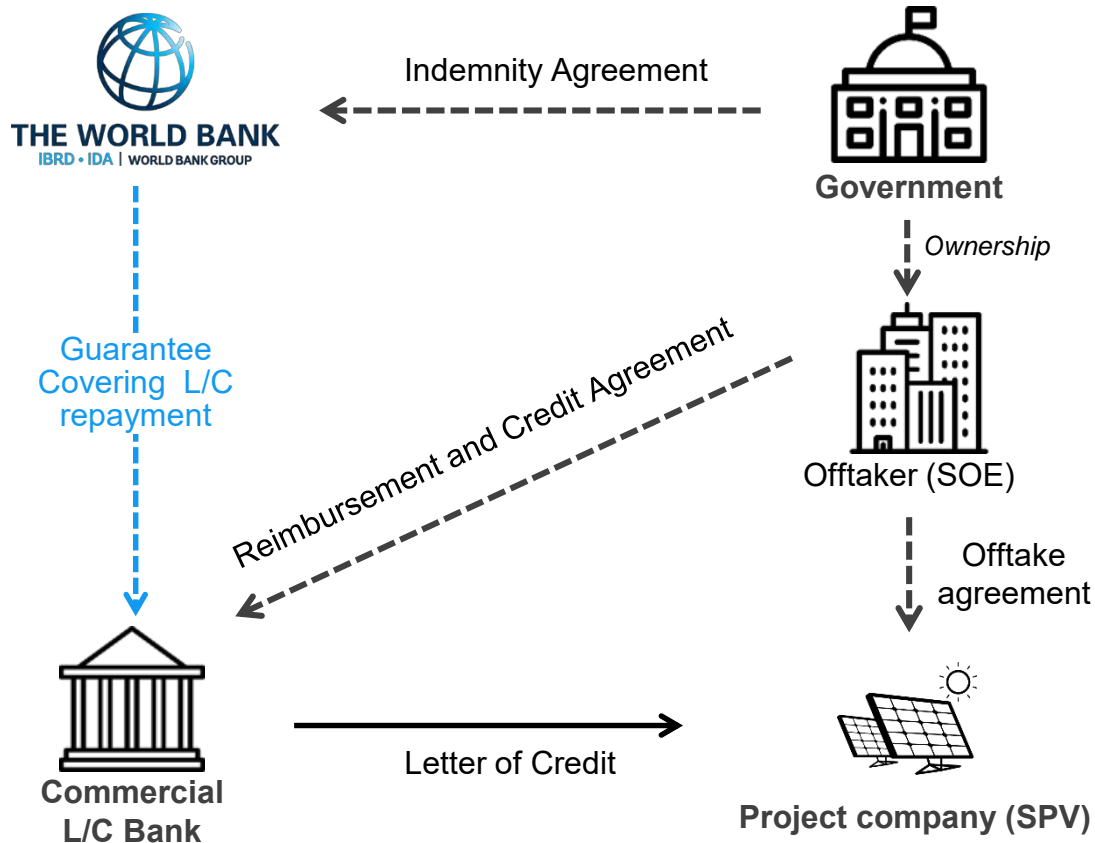 THE WORLD BANK
IBRD • IDA | WORLD BANK GROUP
Indemnity Agreement
Government
Ownership
Guarantee
Covering L/C
repayment
Reimbursement and Credit Agreement
Offtaker (SOE)
Offtake
agreement
Letter of Credit
Commercial
L/C Bank
Project company (SPV)